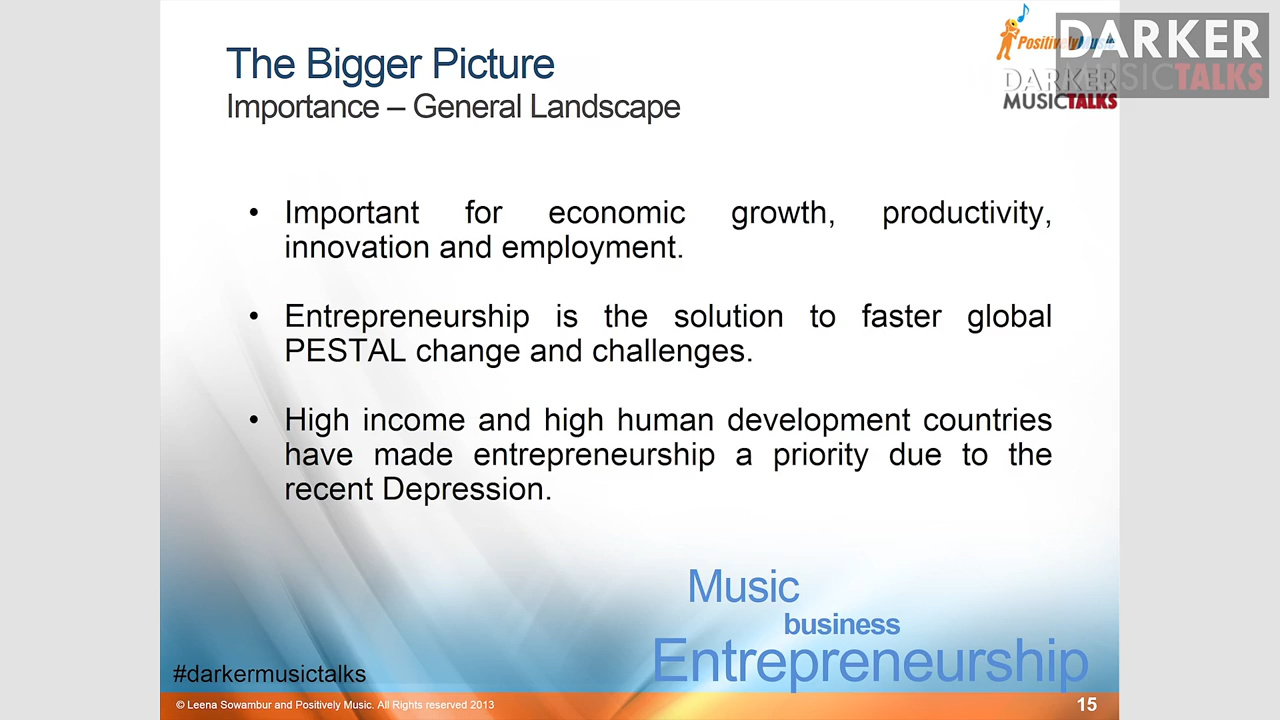 The Bigger Picture
Importance – General Landscape
PositivelyMusic
DARKER
MUSICTALKS
DARKER
MUSICTALKS
• Important for economic growth, productivity,
innovation and employment.
• Entrepreneurship is the solution to faster global
PESTAL change and challenges.
• High income and high human development countries
have made entrepreneurship a priority due to the
recent Depression.
Music
business
Entrepreneurship
#darkermusictalks
© Leena Sowambur and Positively Music. All Rights reserved 2013
15